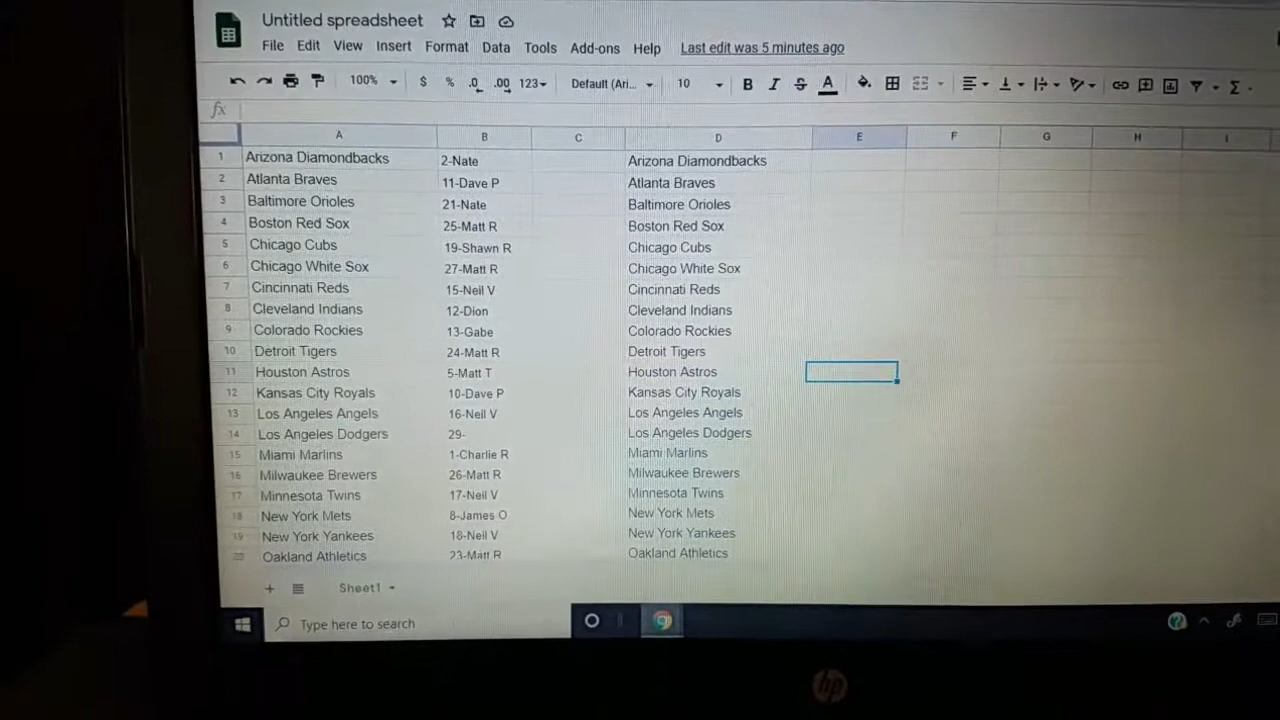 Untitled spreadsheet
File Edit View Insert Format Data Tools Add-ons Help Last edit was 5 minutes ago
100% $ % .0 .00 123 Default (Ari... 10 B I S A
fx
A B C D E F G H I
1 Arizona Diamondbacks 2-Nate Arizona Diamondbacks
2 Atlanta Braves 11-Dave P Atlanta Braves
3 Baltimore Orioles 21-Nate Baltimore Orioles
4 Boston Red Sox 25-Matt R Boston Red Sox
5 Chicago Cubs 19-Shawn R Chicago Cubs
6 Chicago White Sox 27-Matt R Chicago White Sox
7 Cincinnati Reds 15-Neil V Cincinnati Reds
8 Cleveland Indians 12-Dion Cleveland Indians
9 Colorado Rockies 13-Gabe Colorado Rockies
10 Detroit Tigers 24-Matt R Detroit Tigers
11 Houston Astros 5-Matt T Houston Astros
12 Kansas City Royals 10-Dave P Kansas City Royals
13 Los Angeles Angels 16-Neil V Los Angeles Angels
14 Los Angeles Dodgers 29- Los Angeles Dodgers
15 Miami Marlins 1-Charlie R Miami Marlins
16 Milwaukee Brewers 26-Matt R Milwaukee Brewers
17 Minnesota Twins 17-Neil V Minnesota Twins
18 New York Mets 8-James O New York Mets
19 New York Yankees 18-Neil V New York Yankees
20 Oakland Athletics 23-Matt R Oakland Athletics
Sheet1
Type here to search
hp